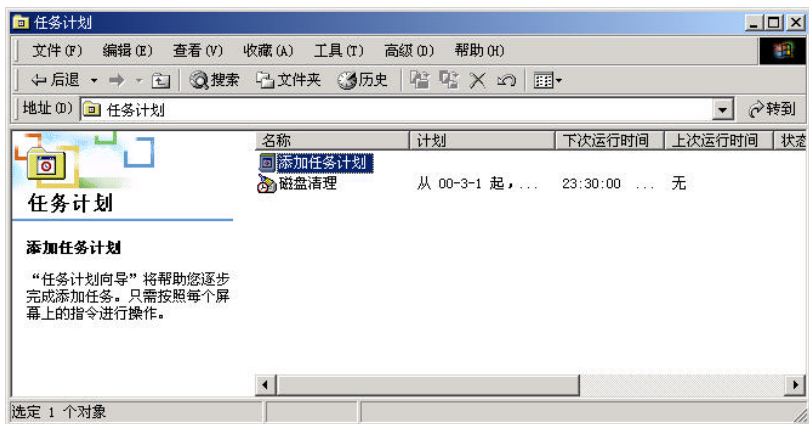 任务计划
文件(F) 编辑(E) 查看(V) 收藏(A) 工具(T) 高级(D) 帮助(H)
后退 搜索 文件夹 历史
地址(D) 任务计划 转到
名称 计划 下次运行时间 上次运行时间 状态
添加任务计划
磁盘清理 从 00-3-1 起，... 23:30:00 ... 无
任务计划
添加任务计划
“任务计划向导”将帮助您逐步
完成添加任务。只需按照每个屏
幕上的指令进行操作。
选定 1 个对象